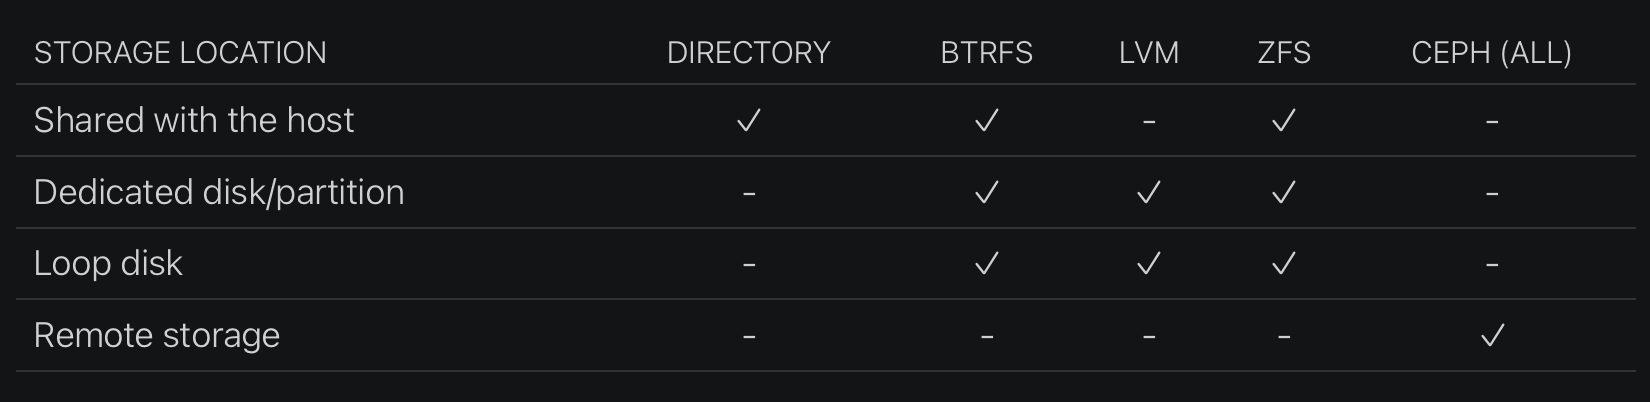 STORAGE LOCATION DIRECTORY BTRFS LVM ZFS CEPH (ALL)
Shared with the host ✓ ✓ - ✓ -
Dedicated disk/partition - ✓ ✓ ✓ -
Loop disk - ✓ ✓ ✓ -
Remote storage - - - - ✓